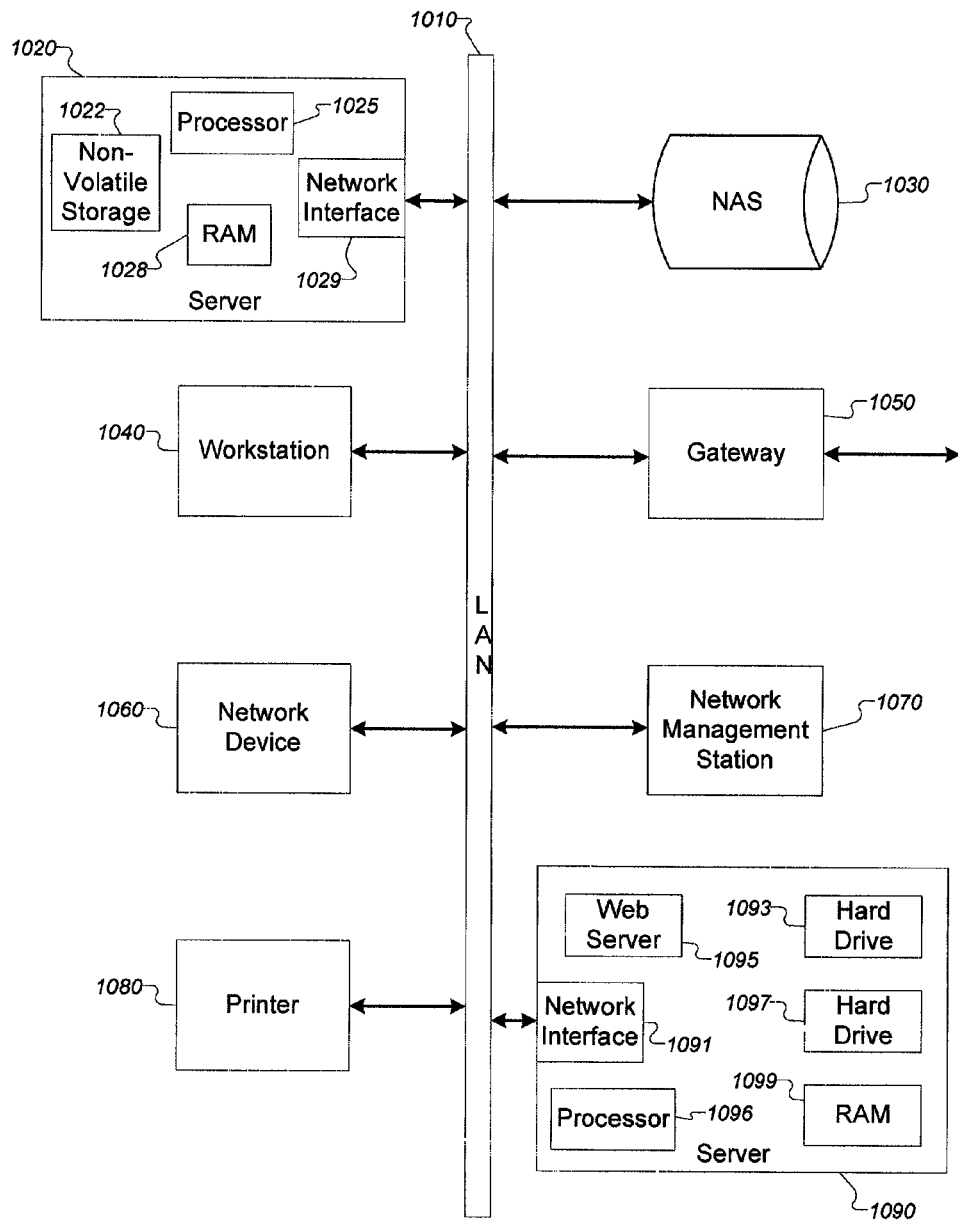 1010
1020
1022
Non-
Volatile
Storage
Processor
1025
Network
Interface
1029
RAM
1028
Server
NAS
1030
1040
Workstation
Gateway
1050
L
A
N
1060
Network
Device
Network
Management
Station
1070
1080
Printer
Web
Server
1095
1093
Hard
Drive
Network
Interface
1091
1097
Hard
Drive
Processor
1096
1099
RAM
Server
1090